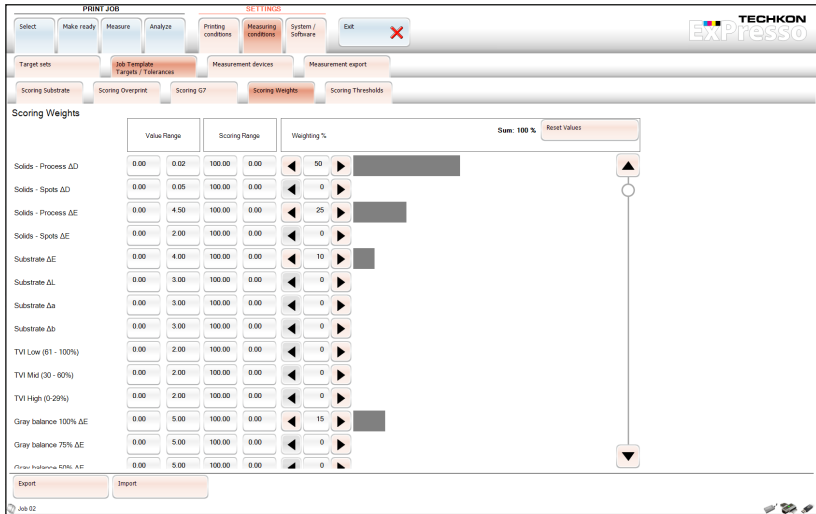 PRINT JOB SETTINGS
Select Make ready Measure Analyze Printing conditions Measuring conditions System / Software Exit
TECHKON
ExPresso
Target sets Job Template Targets / Tolerances Measurement devices Measurement export
Scoring Substrate Scoring Overprint Scoring G7 Scoring Weights Scoring Thresholds
Scoring Weights
Value Range Scoring Range Weighting % Sum: 100 % Reset Values
Solids - Process ΔD 0.00 0.02 100.00 0.00 50
Solids - Spots ΔD 0.00 0.05 100.00 0.00 0
Solids - Process ΔE 0.00 4.50 100.00 0.00 25
Solids - Spots ΔE 0.00 2.00 100.00 0.00 0
Substrate ΔE 0.00 4.00 100.00 0.00 10
Substrate ΔL 0.00 3.00 100.00 0.00 0
Substrate Δa 0.00 3.00 100.00 0.00 0
Substrate Δb 0.00 3.00 100.00 0.00 0
TVI Low (61 - 100%) 0.00 2.00 100.00 0.00 0
TVI Mid (30 - 60%) 0.00 2.00 100.00 0.00 0
TVI High (0-29%) 0.00 2.00 100.00 0.00 0
Gray balance 100% ΔE 0.00 5.00 100.00 0.00 15
Gray balance 75% ΔE 0.00 5.00 100.00 0.00 0
Gray balance 50% ΔE 0.00 5.00 100.00 0.00 0
Export Import
Job 02